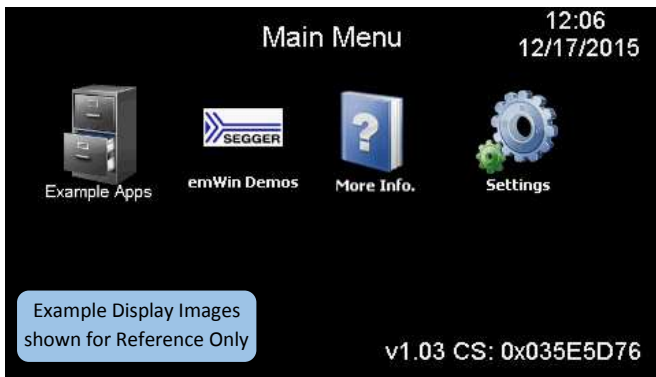 Main Menu
12:06
12/17/2015
SEGGER
?
Example Apps
emWin Demos
More Info.
Settings
Example Display Images
shown for Reference Only
v1.03 CS: 0x035E5D76